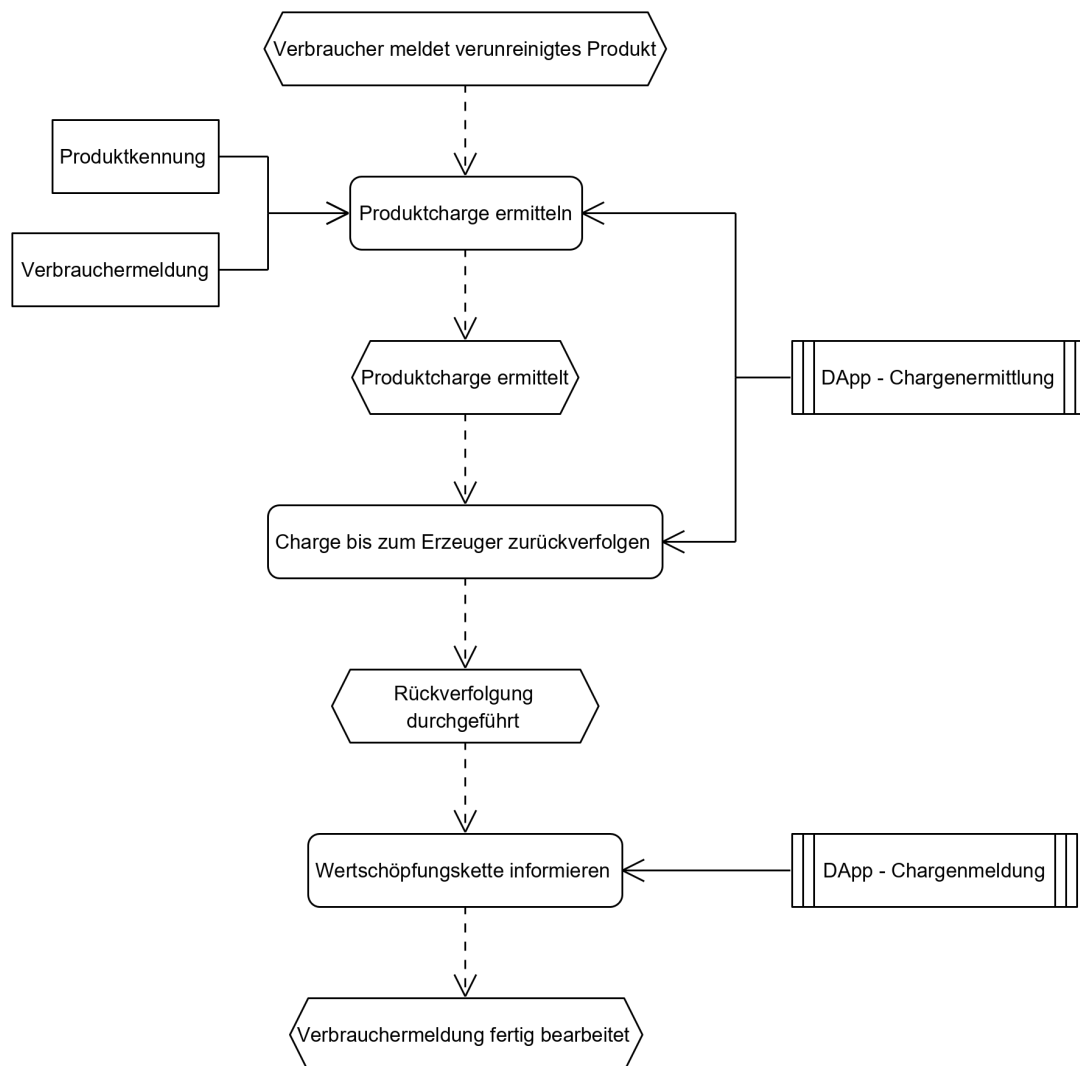 Verbraucher meldet verunreinigtes Produkt
Produktkennung
Produktcharge ermitteln
Verbrauchermeldung
Produktcharge ermittelt
DApp - Chargenermittlung
Charge bis zum Erzeuger zurückverfolgen
Rückverfolgung
durchgeführt
Wertschöpfungskette informieren
DApp - Chargenmeldung
Verbrauchermeldung fertig bearbeitet